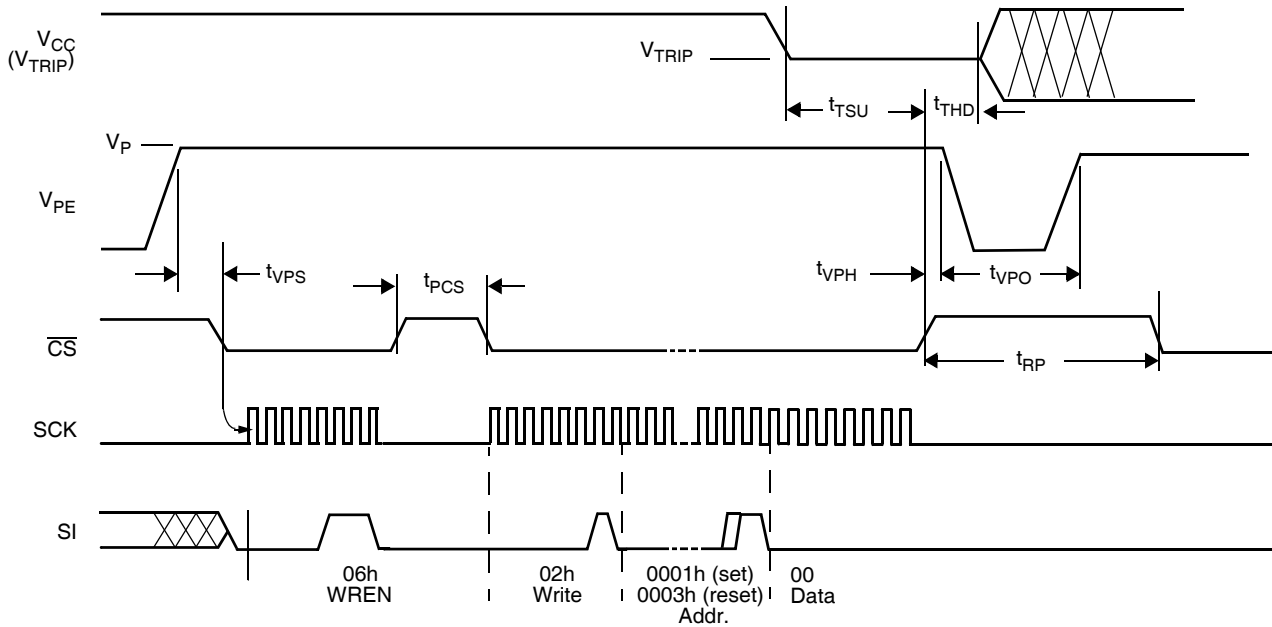 VCC
(VTRIP)
VTRIP
tTSU
tTHD
VP
VPE
tVPS
tPCS
tVPH
tVPO
CS
tRP
SCK
SI
06h
WREN
02h
Write
0001h (set)
0003h (reset)
Addr.
00
Data